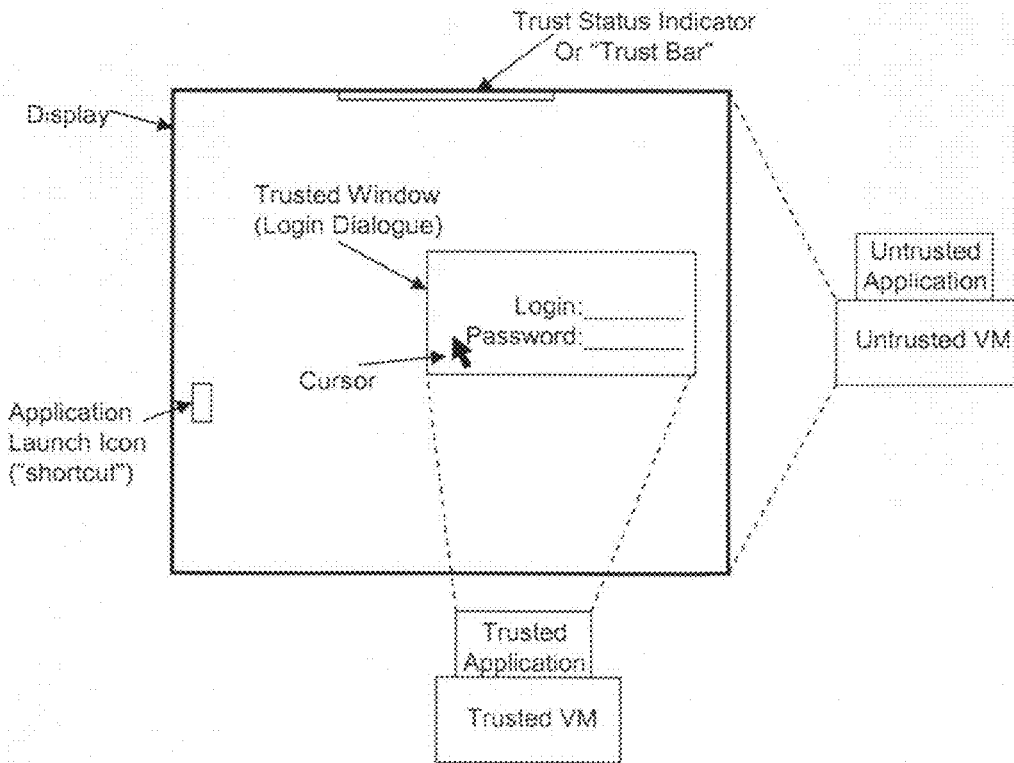 Trust Status Indicator
Or "Trust Bar"
Display
Trusted Window
(Login Dialogue)
Untrusted
Application
Untrusted VM
Login:
Password:
Cursor
Application
Launch Icon
("shortcut")
Trusted
Application
Trusted VM